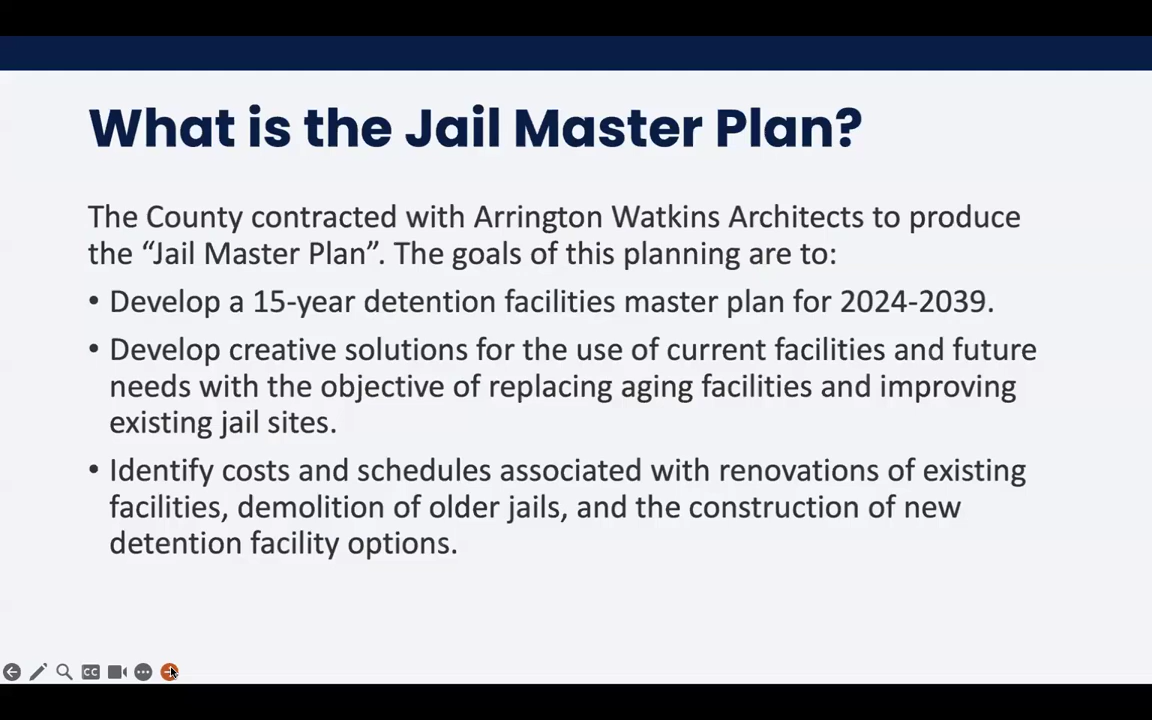 What is the Jail Master Plan?
The County contracted with Arrington Watkins Architects to produce
the “Jail Master Plan”. The goals of this planning are to:
• Develop a 15-year detention facilities master plan for 2024-2039.
• Develop creative solutions for the use of current facilities and future
needs with the objective of replacing aging facilities and improving
existing jail sites.
• Identify costs and schedules associated with renovations of existing
facilities, demolition of older jails, and the construction of new
detention facility options.
CC